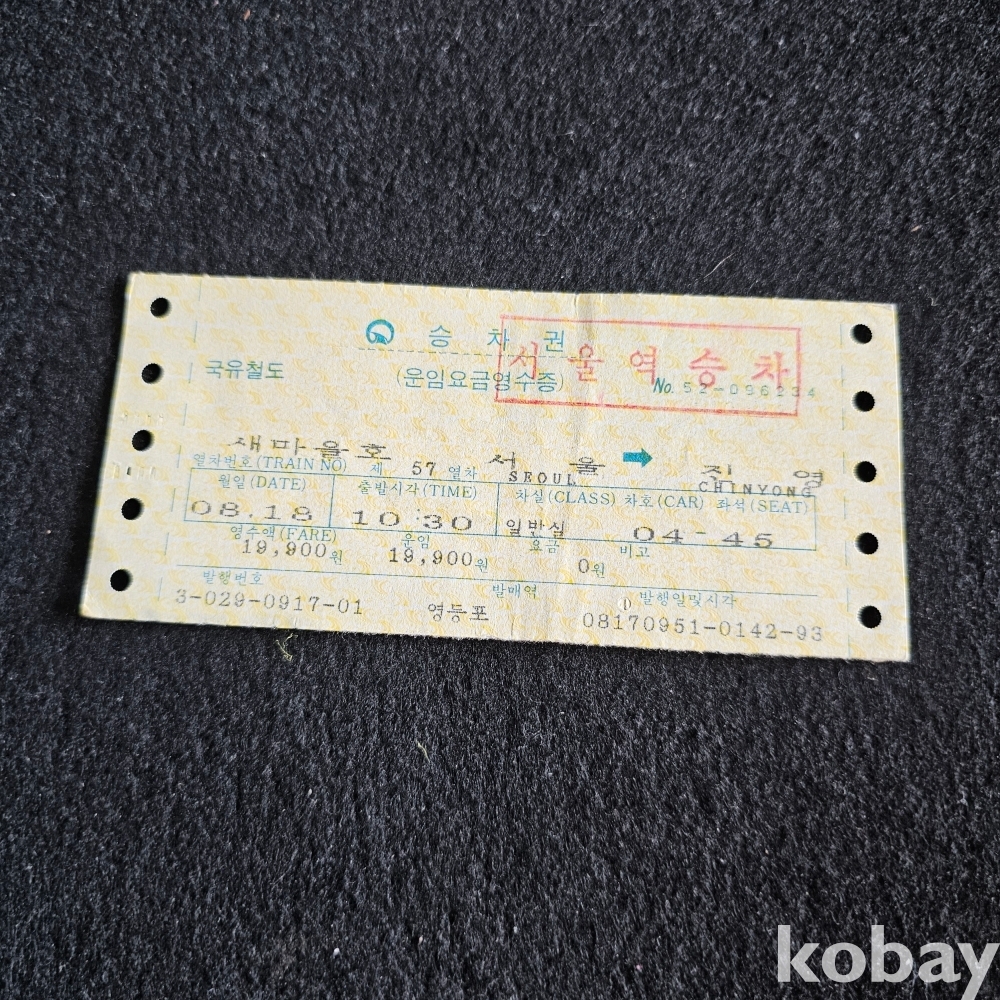 승차권
서울역승차
국유철도 (운임요금영수증) No. 52-096234
새마을호 서울 → 진영
열차번호(TRAIN NO) 제 57 열차 SEOUL CHINYONG
월일(DATE) 출발시각(TIME) 차실(CLASS) 차호(CAR) 좌석(SEAT)
08.18 10:30 일반실 04-45
영수액(FARE) 운임 요금 비고
19,900원 19,900원 0원
발행번호 발매역 발행일및시각
3-029-0917-01 영등포 08170951-0142-93
kobay